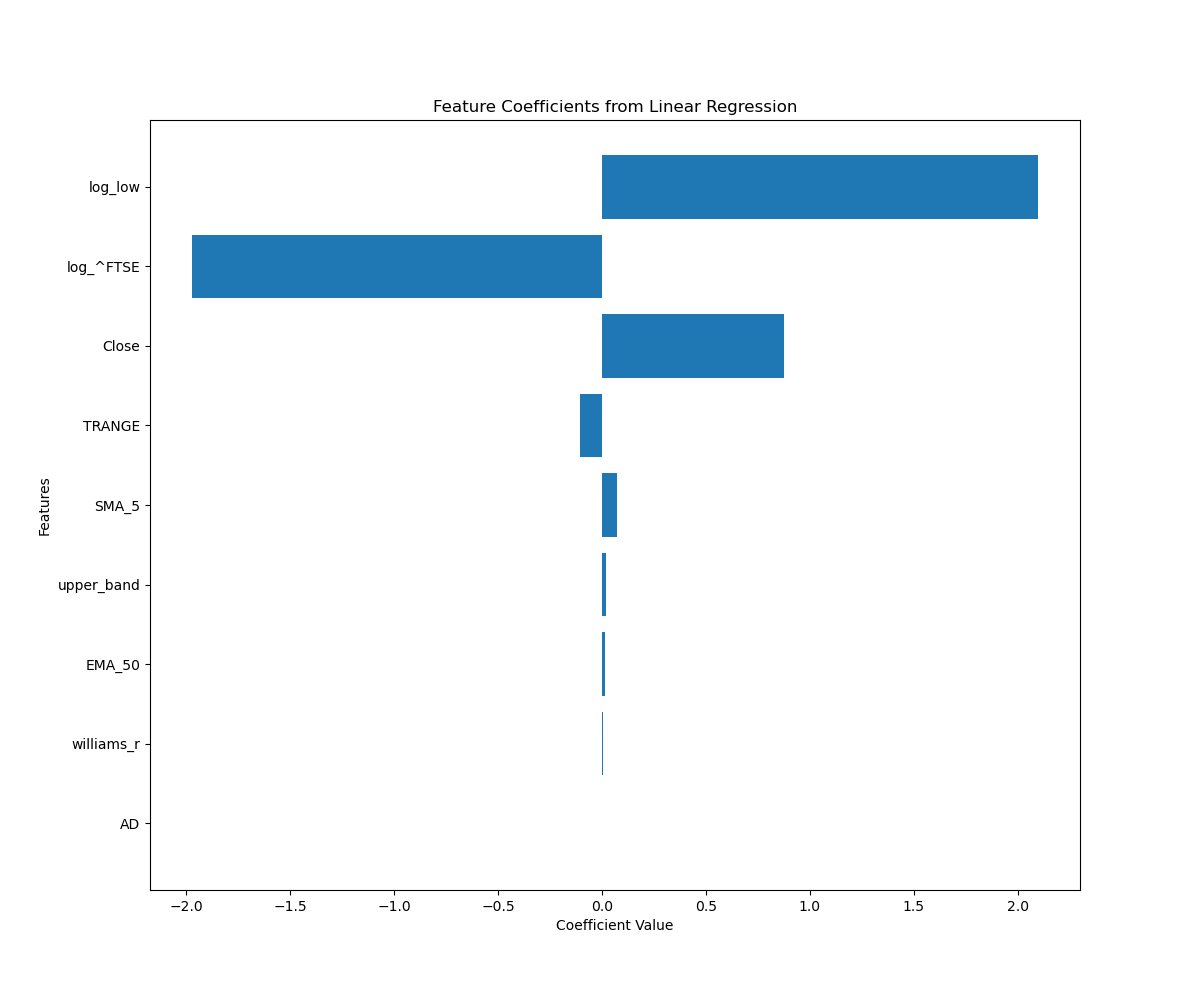 Feature Coefficients from Linear Regression
log_low
log_^FTSE
Close
TRANGE
SMA_5
upper_band
EMA_50
williams_r
AD
Features
−2.0 −1.5 −1.0 −0.5 0.0 0.5 1.0 1.5 2.0
Coefficient Value